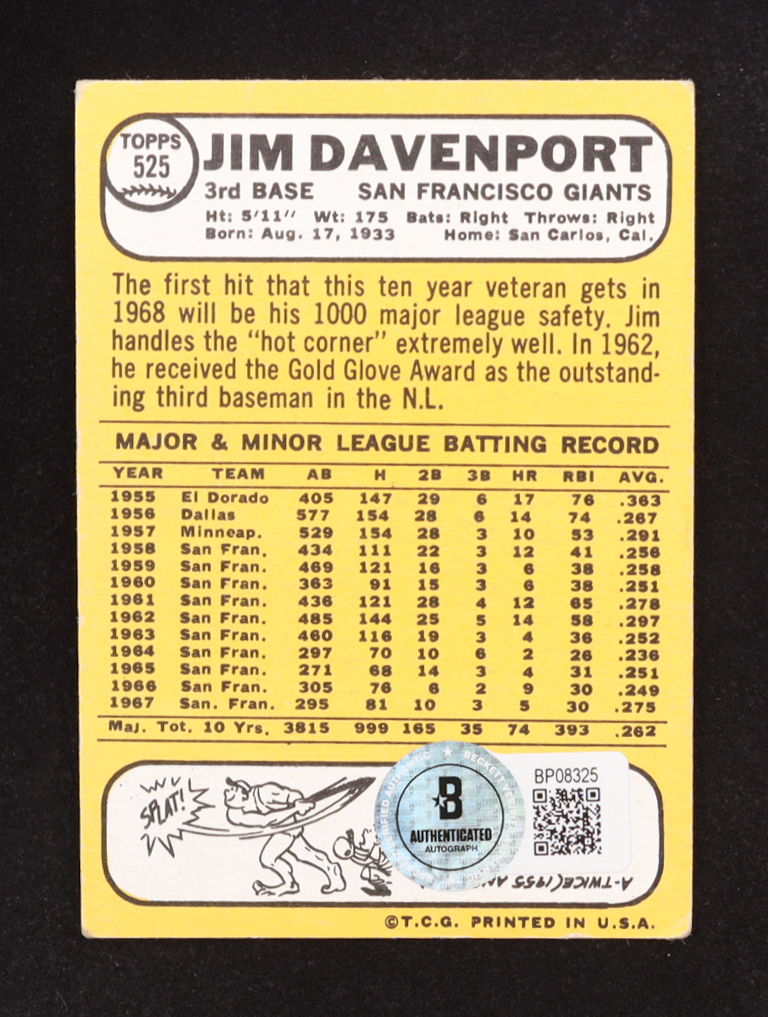 TOPPS
525
JIM DAVENPORT
3rd BASE SAN FRANCISCO GIANTS
Ht: 5'11" Wt: 175 Bats: Right Throws: Right
Born: Aug. 17, 1933 Home: San Carlos, Cal.
The first hit that this ten year veteran gets in
1968 will be his 1000 major league safety. Jim
handles the "hot corner" extremely well. In 1962,
he received the Gold Glove Award as the outstand-
ing third baseman in the N.L.
MAJOR & MINOR LEAGUE BATTING RECORD
YEAR TEAM AB H 2B 3B HR RBI AVG.
1955 El Dorado 405 147 29 6 17 76 .363
1956 Dallas 577 154 28 6 14 74 .267
1957 Minneap. 529 154 28 3 10 53 .291
1958 San Fran. 434 111 22 3 12 41 .256
1959 San Fran. 469 121 16 3 6 38 .258
1960 San Fran. 363 91 15 3 6 38 .251
1961 San Fran. 436 121 28 4 12 65 .278
1962 San Fran. 485 144 25 5 14 58 .297
1963 San Fran. 460 116 19 3 4 36 .252
1964 San Fran. 297 70 10 6 2 26 .236
1965 San Fran. 271 68 14 3 4 31 .251
1966 San Fran. 305 76 6 2 9 30 .249
1967 San. Fran. 295 81 10 3 5 30 .275
Maj. Tot. 10 Yrs. 3815 999 165 35 74 393 .262
SPLAT!
B
AUTHENTICATED
AUTOGRAPH
BP08325
A-TWICE (1955 AN
©T.C.G. PRINTED IN U.S.A.